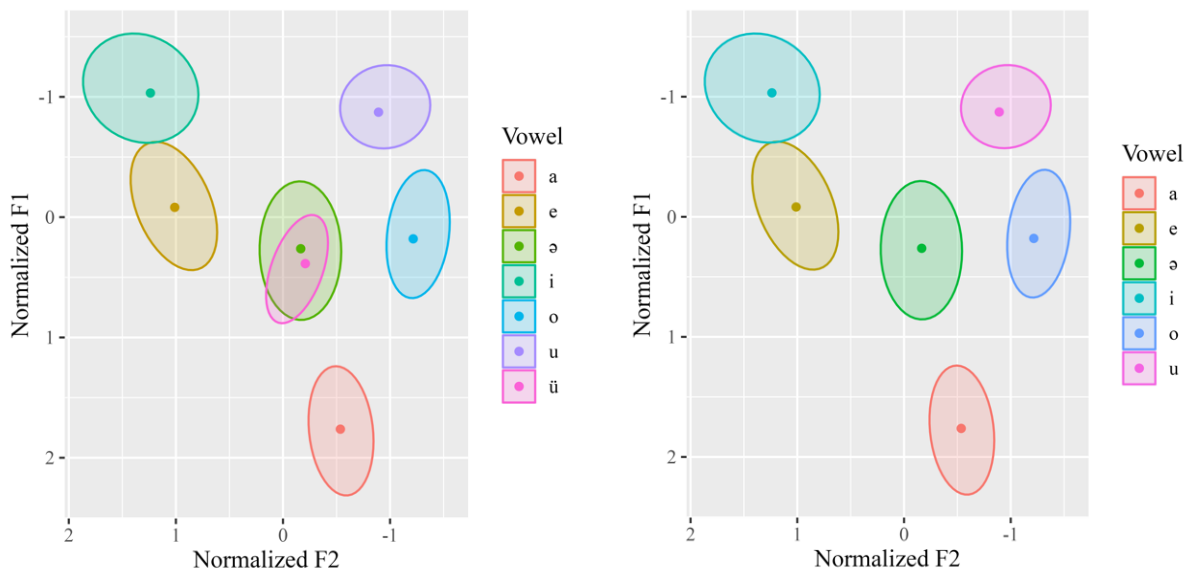 -1
0
1
2
Normalized F1
2
1
0
-1
Normalized F2
Vowel
a
e
ə
i
o
u
ü
-1
0
1
2
Normalized F1
2
1
0
-1
Normalized F2
Vowel
a
e
ə
i
o
u